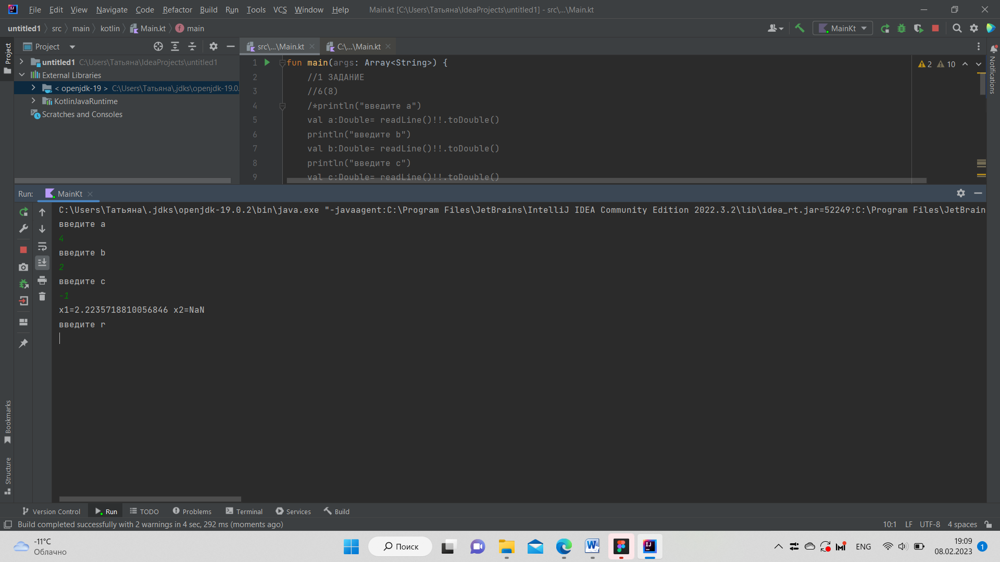 File Edit View Navigate Code Refactor Build Run Tools VCS Window Help Main.kt [C:\Users\Татьяна\IdeaProjects\untitled1] - src\...\Main.kt
untitled1 src main kotlin Main.kt main MainKt
Project Project src\...\Main.kt C:\...\Main.kt
untitled1 C:\Users\Татьяна\IdeaProjects\untitled1
External Libraries
< openjdk-19 > C:\Users\Татьяна\.jdks\openjdk-19.0.
KotlinJavaRuntime
Scratches and Consoles
1 fun main(args: Array<String>) {
2 //1 ЗАДАНИЕ
3 //6(8)
4 /*println("введите a")
5 val a:Double= readLine()!!.toDouble()
6 println("введите b")
7 val b:Double= readLine()!!.toDouble()
8 println("введите c")
9 val c:Double= readLine()!!.toDouble()
2 10
Notifications
Run: MainKt
C:\Users\Татьяна\.jdks\openjdk-19.0.2\bin\java.exe "-javaagent:C:\Program Files\JetBrains\IntelliJ IDEA Community Edition 2022.3.2\lib\idea_rt.jar=52249:C:\Program Files\JetBrain
введите a
4
введите b
2
введите c
-1
x1=2.2235718810056846 x2=NaN
введите r
Bookmarks
Structure
Version Control Run TODO Problems Terminal Services Build
Build completed successfully with 2 warnings in 4 sec, 292 ms (moments ago) 10:1 LF UTF-8 4 spaces
-11°C
Облачно
Поиск
ENG
19:09
08.02.2023
1